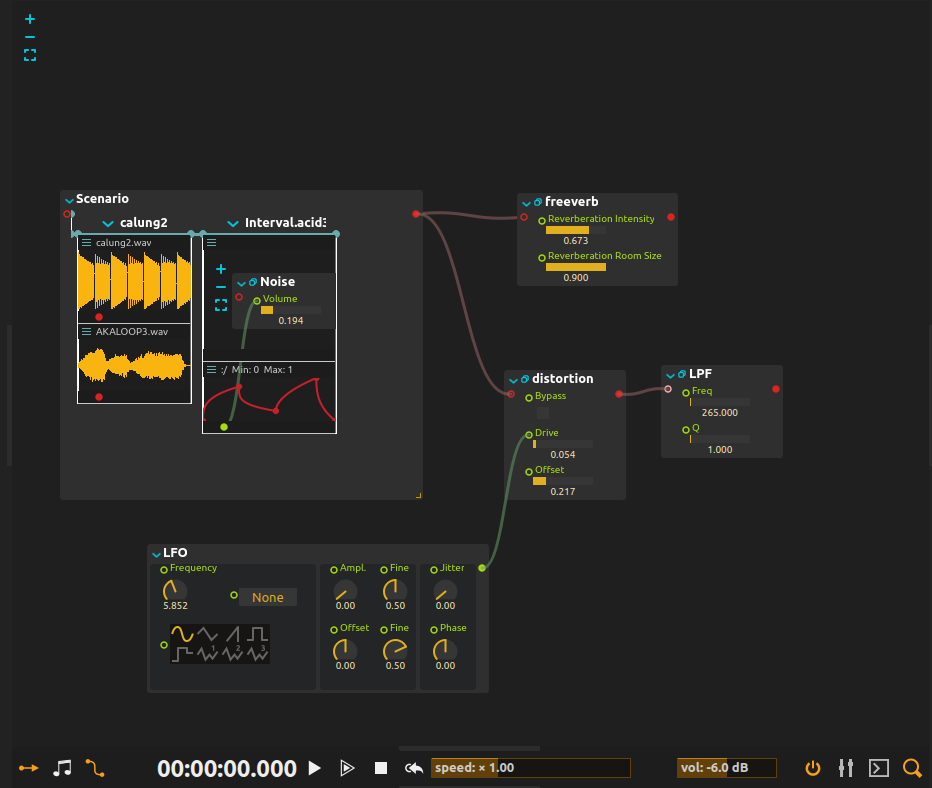 Scenario
calung2
Interval.acid3
calung2.wav
Noise
Volume
0.194
AKALOOP3.wav
:/ Min: 0 Max: 1
freeverb
Reverberation Intensity
0.673
Reverberation Room Size
0.900
distortion
Bypass
Drive
0.054
Offset
0.217
LPF
Freq
265.000
Q
1.000
LFO
Frequency
5.852
None
1 2 3
Ampl.
0.00
Fine
0.50
Jitter
0.00
Offset
0.00
Fine
0.50
Phase
0.00
00:00:00.000
speed: × 1.00
vol: -6.0 dB